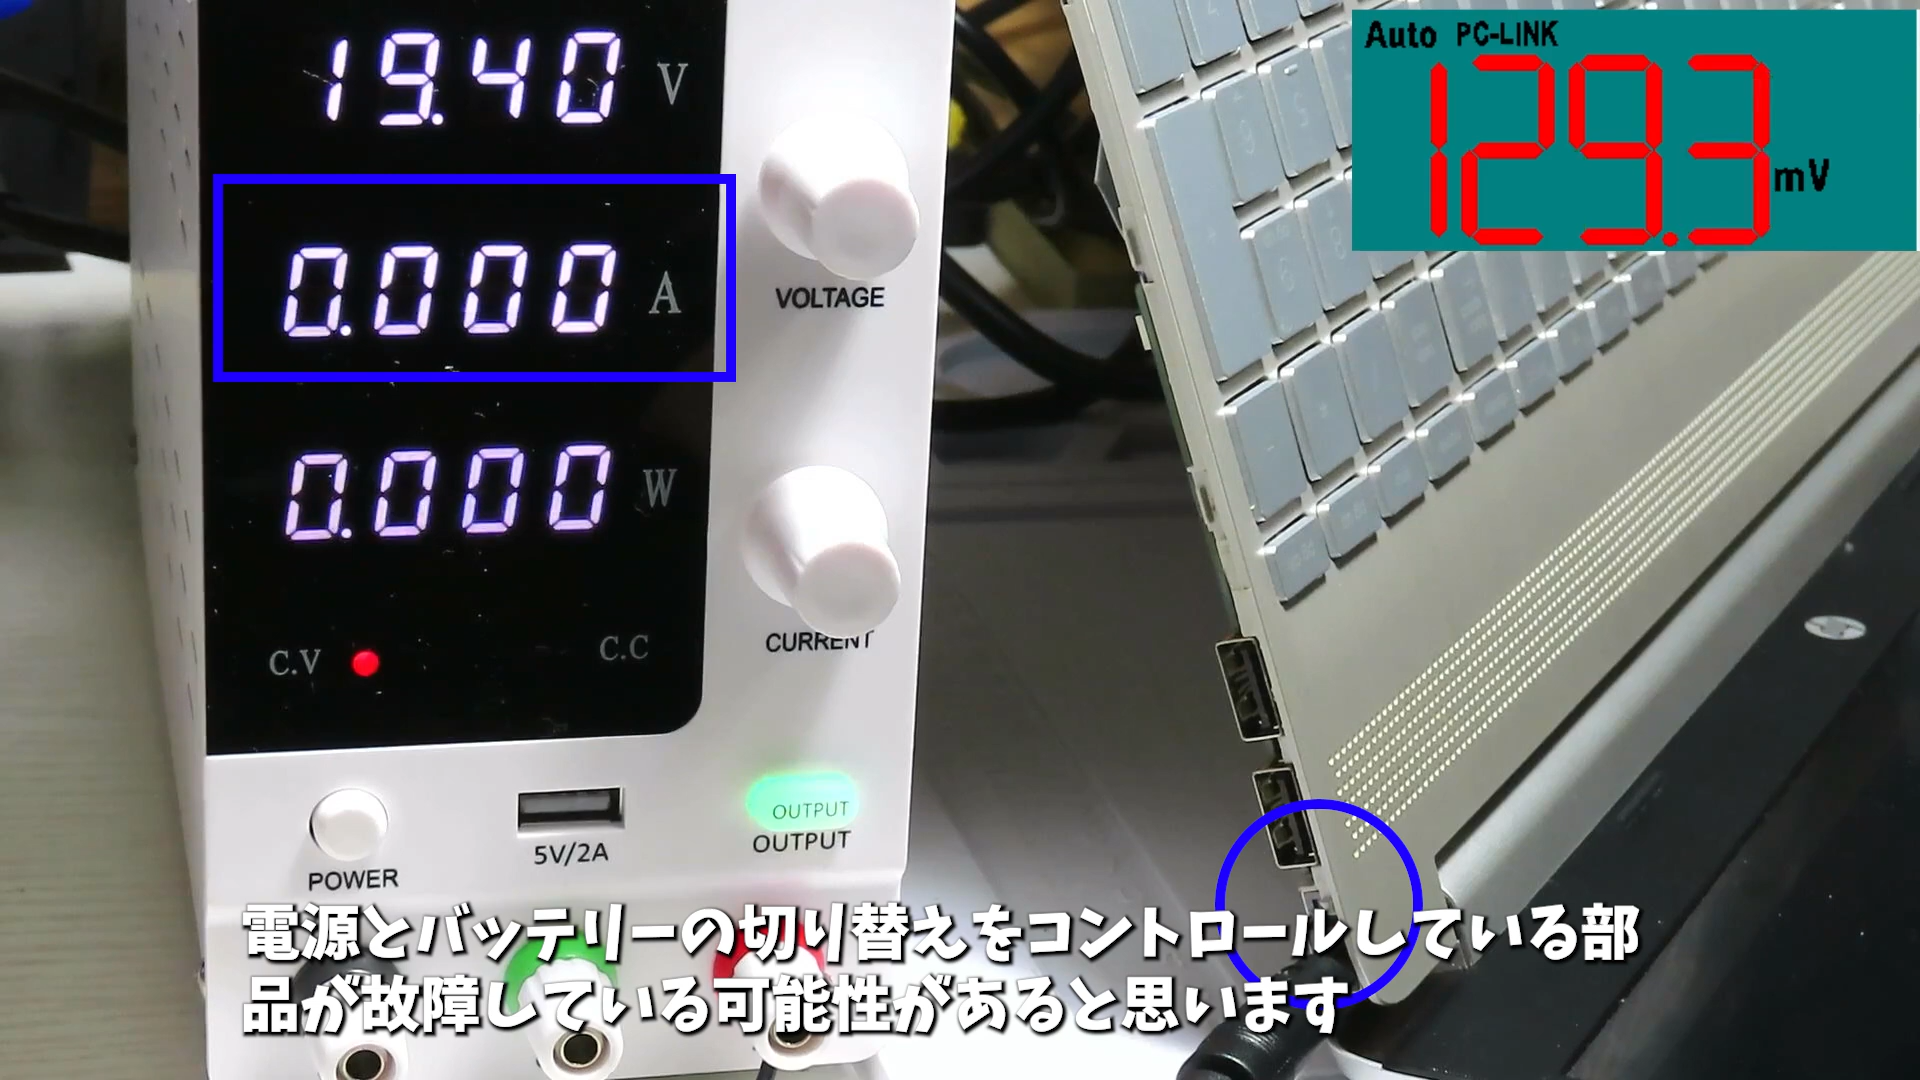 19.40 V
0.000 A
0.000 W
C.V C.C
VOLTAGE
CURRENT
POWER
5V/2A
OUTPUT
OUTPUT
Auto PC-LINK
129.3 mV
電源とバッテリーの切り替えをコントロールしている部
品が故障している可能性があると思います